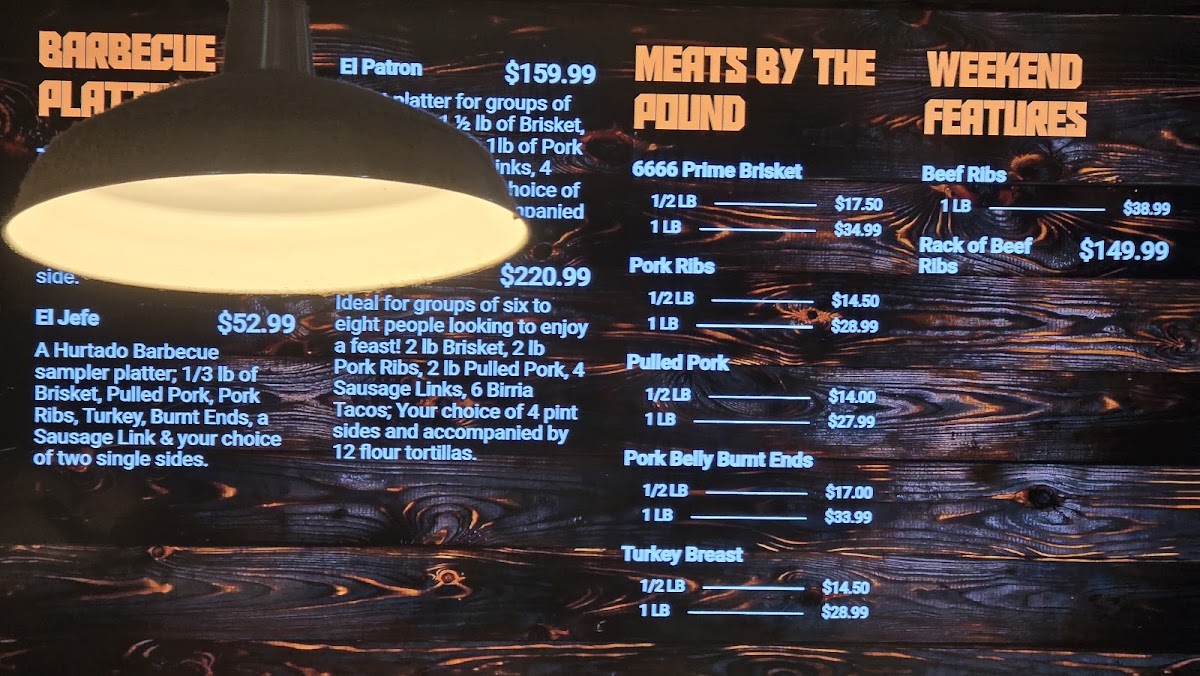 BARBECUE
side.
El Jefe $52.99
A Hurtado Barbecue
sampler platter; 1/3 lb of
Brisket, Pulled Pork, Pork
Ribs, Turkey, Burnt Ends, a
Sausage Link & your choice
of two single sides.
El Patron $159.99
platter for groups of
1 ½ lb of Brisket,
1lb of Pork
4
of
$220.99
Ideal for groups of six to
eight people looking to enjoy
a feast! 2 lb Brisket, 2 lb
Pork Ribs, 2 lb Pulled Pork, 4
Sausage Links, 6 Birria
Tacos; Your choice of 4 pint
sides and accompanied by
12 flour tortillas.
MEATS BY THE
POUND
6666 Prime Brisket
1/2 LB $17.50
1 LB $34.99
Pork Ribs
1/2 LB $14.50
1 LB $28.99
Pulled Pork
1/2 LB $14.00
1 LB $27.99
Pork Belly Burnt Ends
1/2 LB $17.00
1 LB $33.99
Turkey Breast
1/2 LB $14.50
1 LB $28.99
WEEKEND
FEATURES
Beef Ribs
1 LB $38.99
Rack of Beef $149.99
Ribs